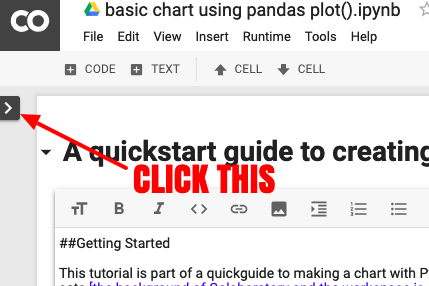 CO
basic chart using pandas plot().ipynb
File Edit View Insert Runtime Tools Help
CODE TEXT CELL CELL
A quickstart guide to creating
CLICK THIS
B I
##Getting Started
This tutorial is part of a quickguide to making a chart with P